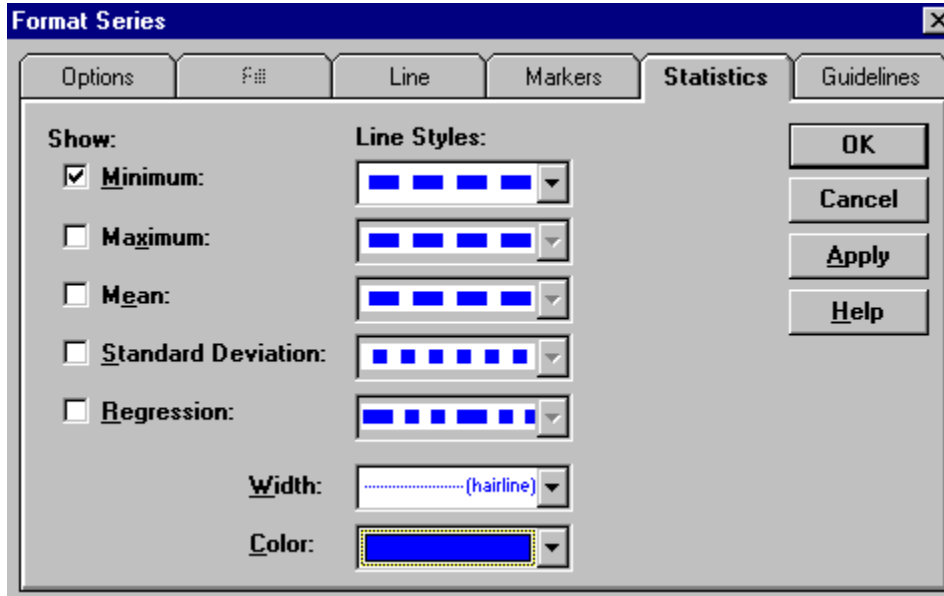 Format Series
Options Fill Line Markers Statistics Guidelines
Show: Line Styles:
Minimum:
Maximum:
Mean:
Standard Deviation:
Regression:
Width: (hairline)
Color:
OK
Cancel
Apply
Help